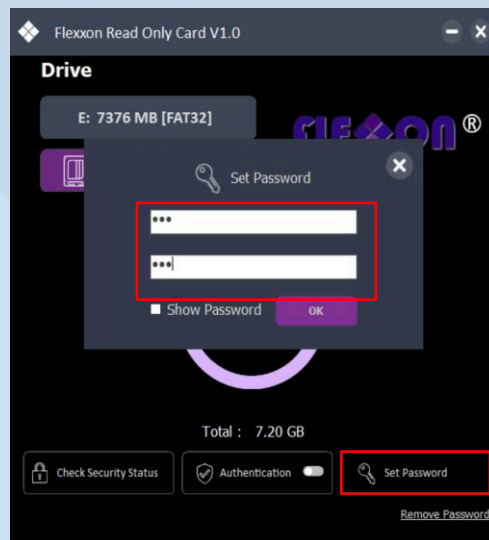 Flexxon Read Only Card V1.0
Drive
E: 7376 MB [FAT32]
FLEXXON®
Set Password
•••
•••
Show Password
OK
Total : 7.20 GB
Check Security Status
Authentication
Set Password
Remove Password